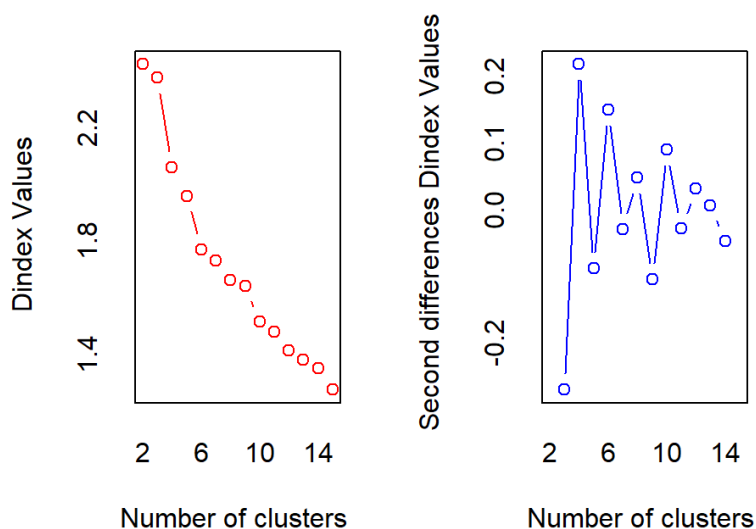 Dindex Values
2.2
1.8
1.4
2 6 10 14
Number of clusters
Second differences Dindex Values
0.2
0.1
0.0
-0.2
2 6 10 14
Number of clusters